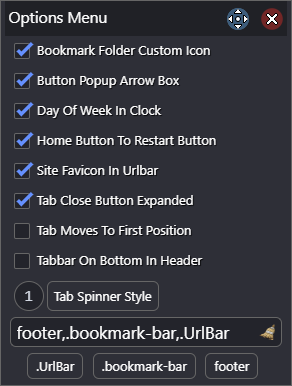 Options Menu
Bookmark Folder Custom Icon
Button Popup Arrow Box
Day Of Week In Clock
Home Button To Restart Button
Site Favicon In Urlbar
Tab Close Button Expanded
Tab Moves To First Position
Tabbar On Bottom In Header
1 Tab Spinner Style
footer,.bookmark-bar,.UrlBar
.UrlBar .bookmark-bar footer